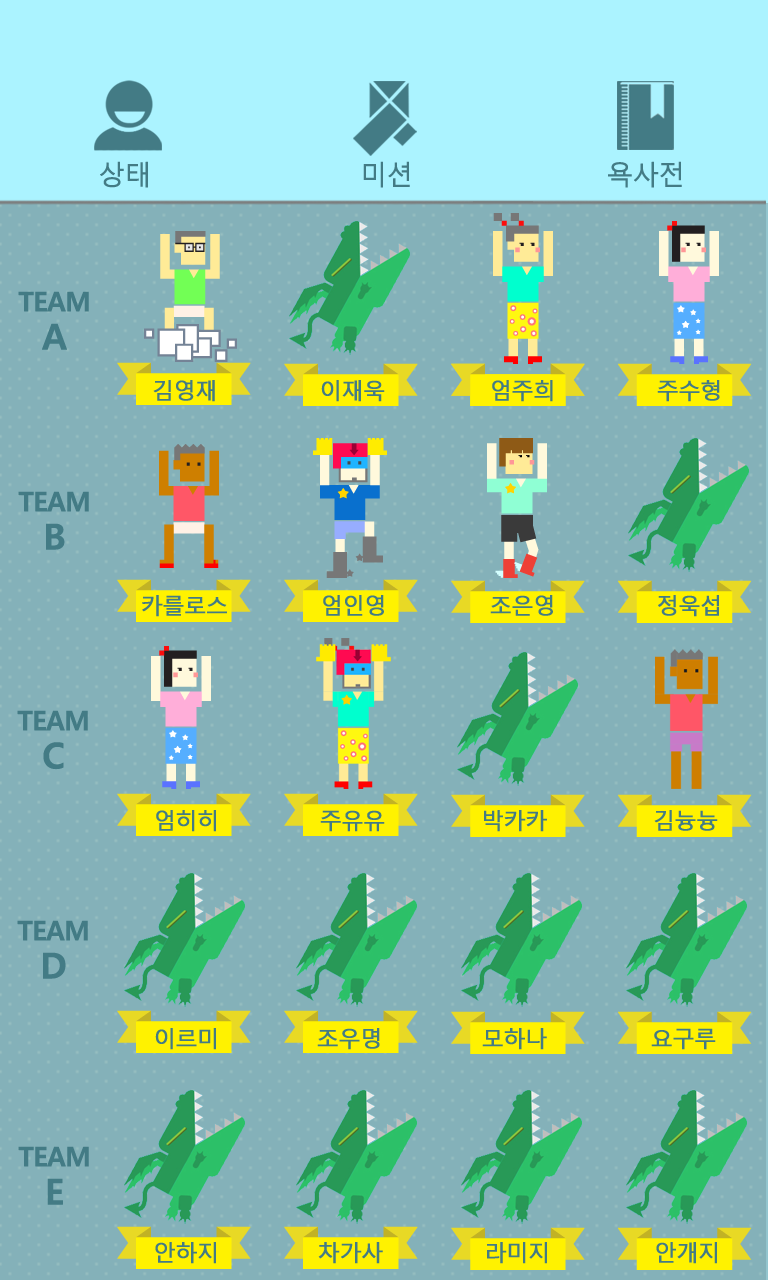 상태 미션 욕사전
TEAM
A
김영재 이재욱 엄주희 주수형
TEAM
B
카를로스 엄인영 조은영 정욱섭
TEAM
C
엄히히 주유유 박카카 김늉늉
TEAM
D
이르미 조우명 모하나 요구루
TEAM
E
안하지 차가사 라미지 안개지